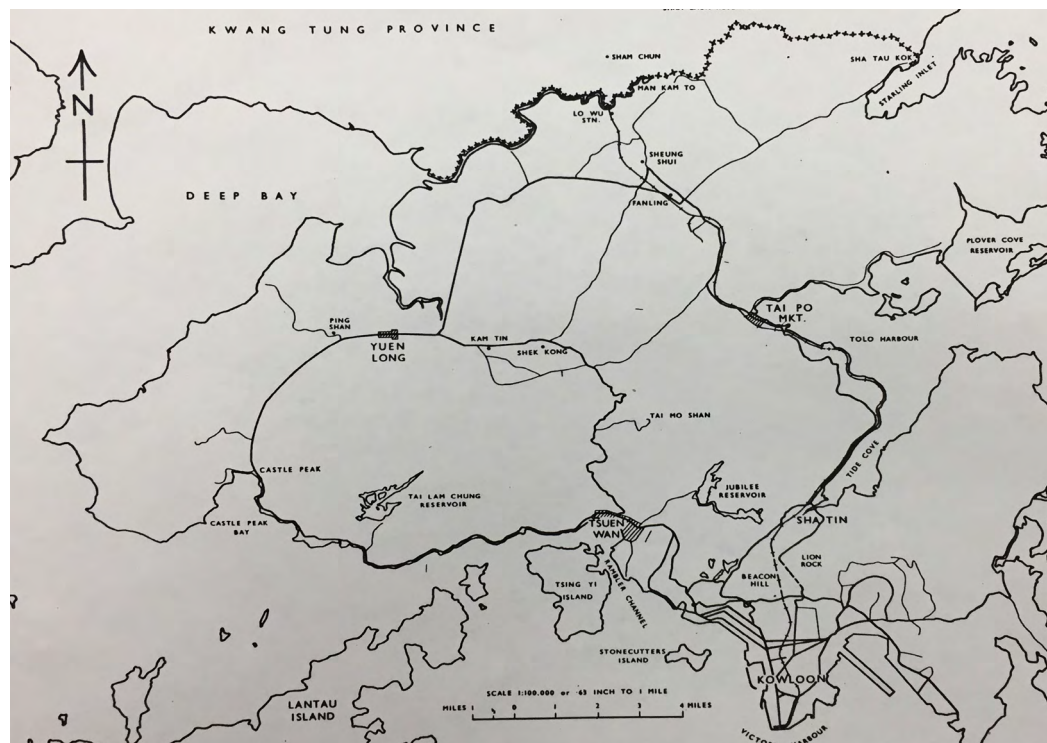 KWANG TUNG PROVINCE
SHAM CHUN
SHA TAU KOK
STARLING INLET
MAN KAM TO
LO WU
STN.
N
SHEUNG
SHUI
DEEP BAY
FANLING
PLOVER COVE
RESERVOIR
TAI PO
MKT.
PING
SHAN
YUEN
LONG
KAM TIN
SHEK KONG
TOLO HARBOUR
TAI MO SHAN
TIDE COVE
CASTLE PEAK
TAI LAM CHUNG
RESERVOIR
JUBILEE
RESERVOIR
CASTLE PEAK
BAY
TSUEN
WAN
SHA TIN
LION
ROCK
BEACON
HILL
TSING YI
ISLAND
RAMBLER CHANNEL
STONECUTTERS
ISLAND
KOWLOON
LANTAU
ISLAND
SCALE 1:100,000 or ·63 INCH TO 1 MILE
MILES 1 ½ 0 1 2 3 4 MILES
HARBOUR